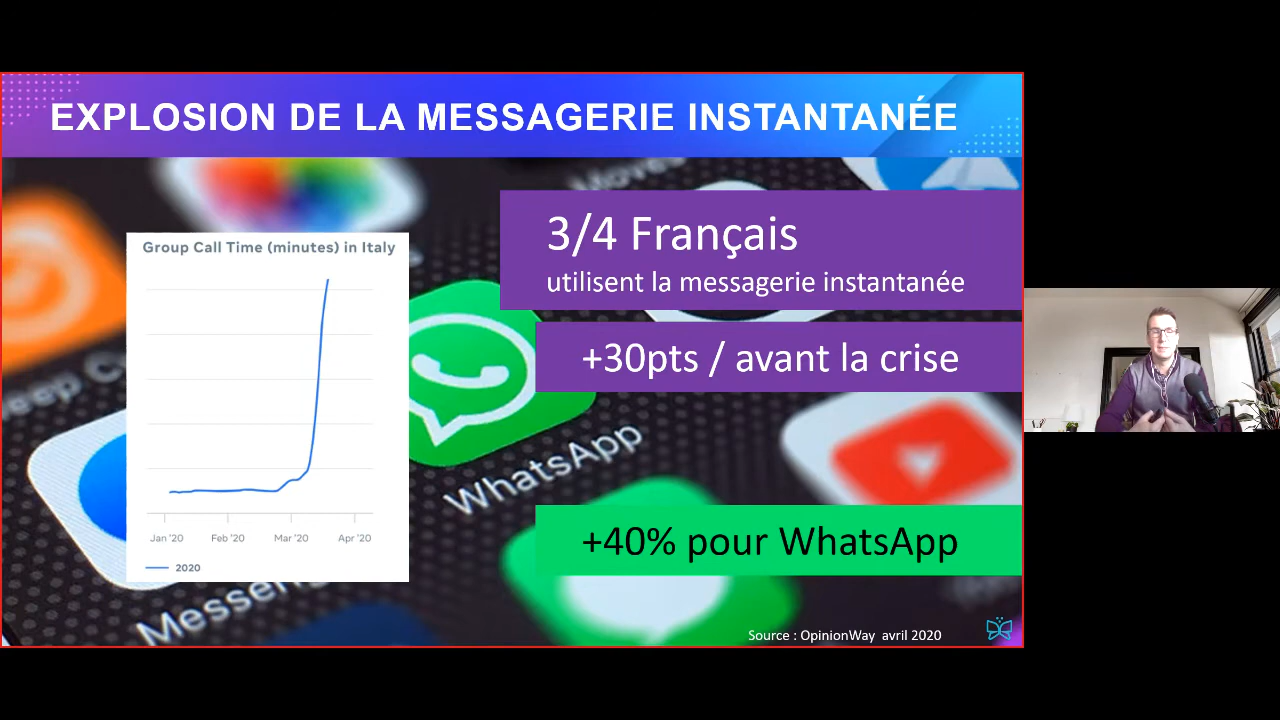 EXPLOSION DE LA MESSAGERIE INSTANTANÉE
Group Call Time (minutes) in Italy
Jan '20 Feb '20 Mar '20 Apr '20
2020
3/4 Français
utilisent la messagerie instantanée
+30pts / avant la crise
WhatsApp
+40% pour WhatsApp
Source : OpinionWay avril 2020